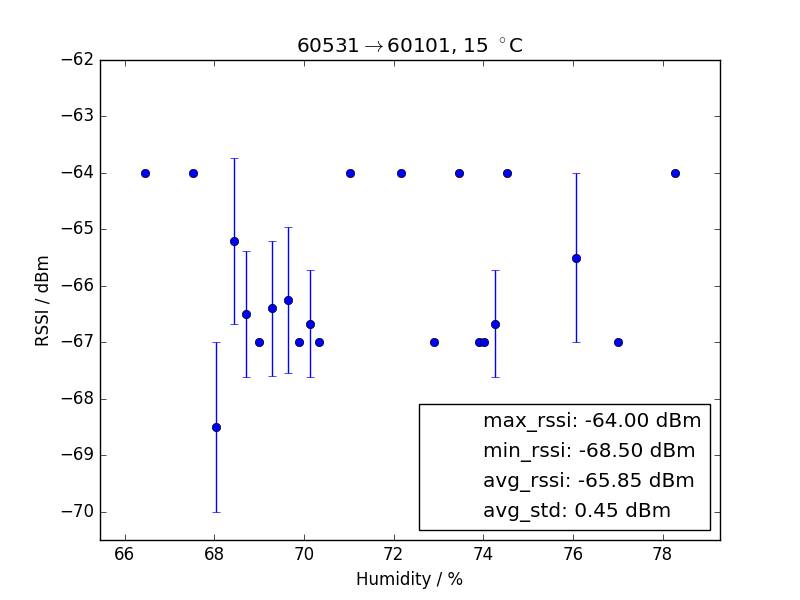 60531→60101, 15 °C
−62
−63
−64
−65
−66
−67
−68
−69
−70
RSSI / dBm
max_rssi: -64.00 dBm
min_rssi: -68.50 dBm
avg_rssi: -65.85 dBm
avg_std: 0.45 dBm
66 68 70 72 74 76 78
Humidity / %